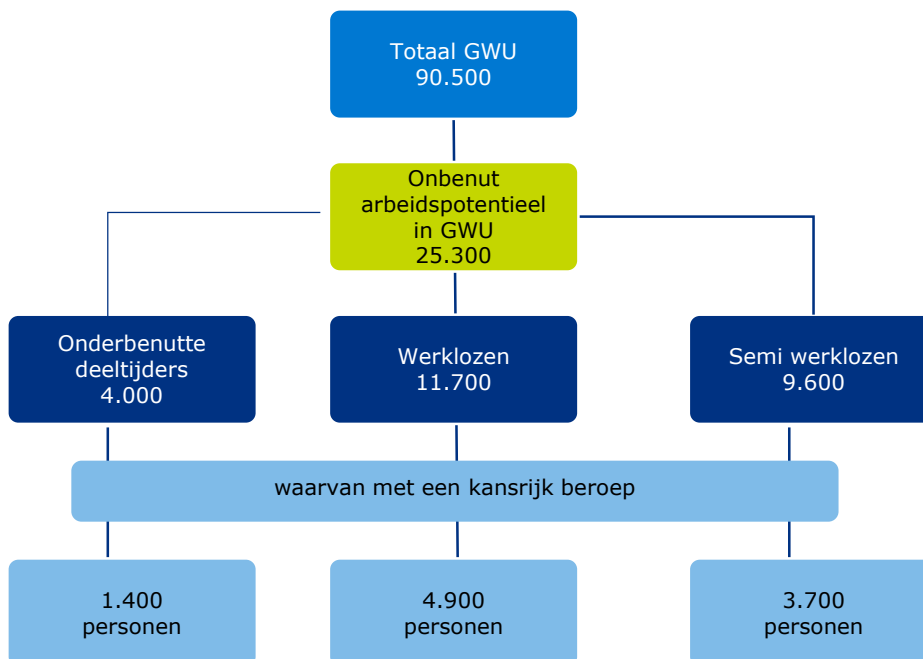 Totaal GWU
90.500
Onbenut
arbeidspotentieel
in GWU
25.300
Onderbenutte
deeltijders
4.000
Werklozen
11.700
Semi werklozen
9.600
waarvan met een kansrijk beroep
1.400
personen
4.900
personen
3.700
personen